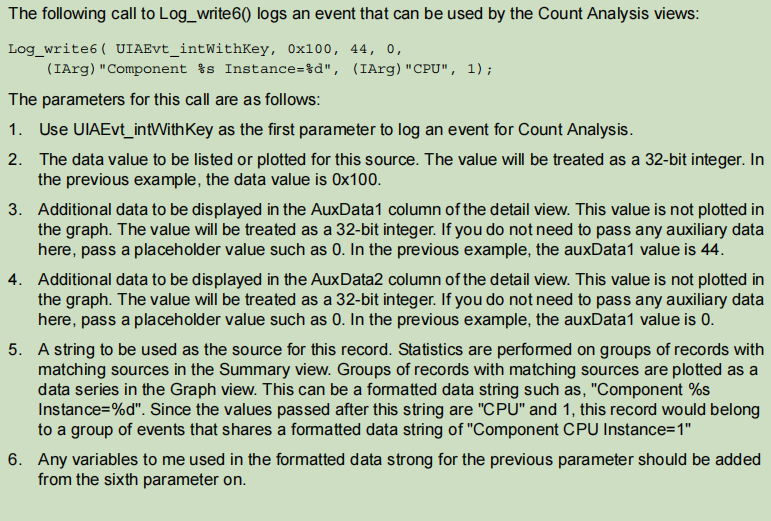 The following call to Log_write6() logs an event that can be used by the Count Analysis views:
Log_write6( UIAEvt_intWithKey, 0x100, 44, 0,
(IArg)"Component %s Instance=%d", (IArg)"CPU", 1);
The parameters for this call are as follows:
1. Use UIAEvt_intWithKey as the first parameter to log an event for Count Analysis.
2. The data value to be listed or plotted for this source. The value will be treated as a 32-bit integer. In
the previous example, the data value is 0x100.
3. Additional data to be displayed in the AuxData1 column of the detail view. This value is not plotted in
the graph. The value will be treated as a 32-bit integer. If you do not need to pass any auxiliary data
here, pass a placeholder value such as 0. In the previous example, the auxData1 value is 44.
4. Additional data to be displayed in the AuxData2 column of the detail view. This value is not plotted in
the graph. The value will be treated as a 32-bit integer. If you do not need to pass any auxiliary data
here, pass a placeholder value such as 0. In the previous example, the auxData1 value is 0.
5. A string to be used as the source for this record. Statistics are performed on groups of records with
matching sources in the Summary view. Groups of records with matching sources are plotted as a
data series in the Graph view. This can be a formatted data string such as, "Component %s
Instance=%d". Since the values passed after this string are "CPU" and 1, this record would belong
to a group of events that shares a formatted data string of "Component CPU Instance=1"
6. Any variables to me used in the formatted data strong for the previous parameter should be added
from the sixth parameter on.